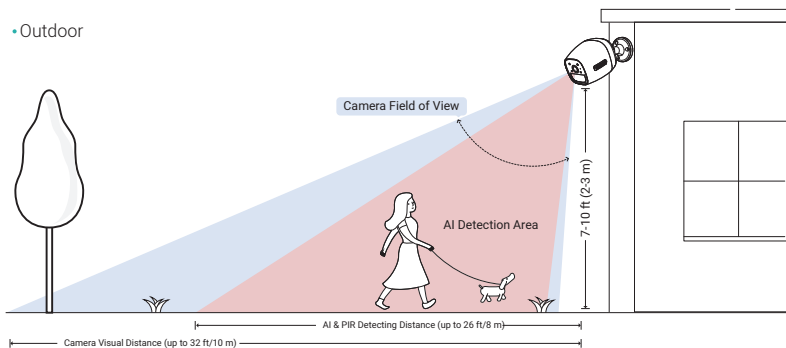 •Outdoor
Camera Field of View
AI Detection Area
7-10 ft (2-3 m)
AI & PIR Detecting Distance (up to 26 ft/8 m)
Camera Visual Distance (up to 32 ft/10 m)